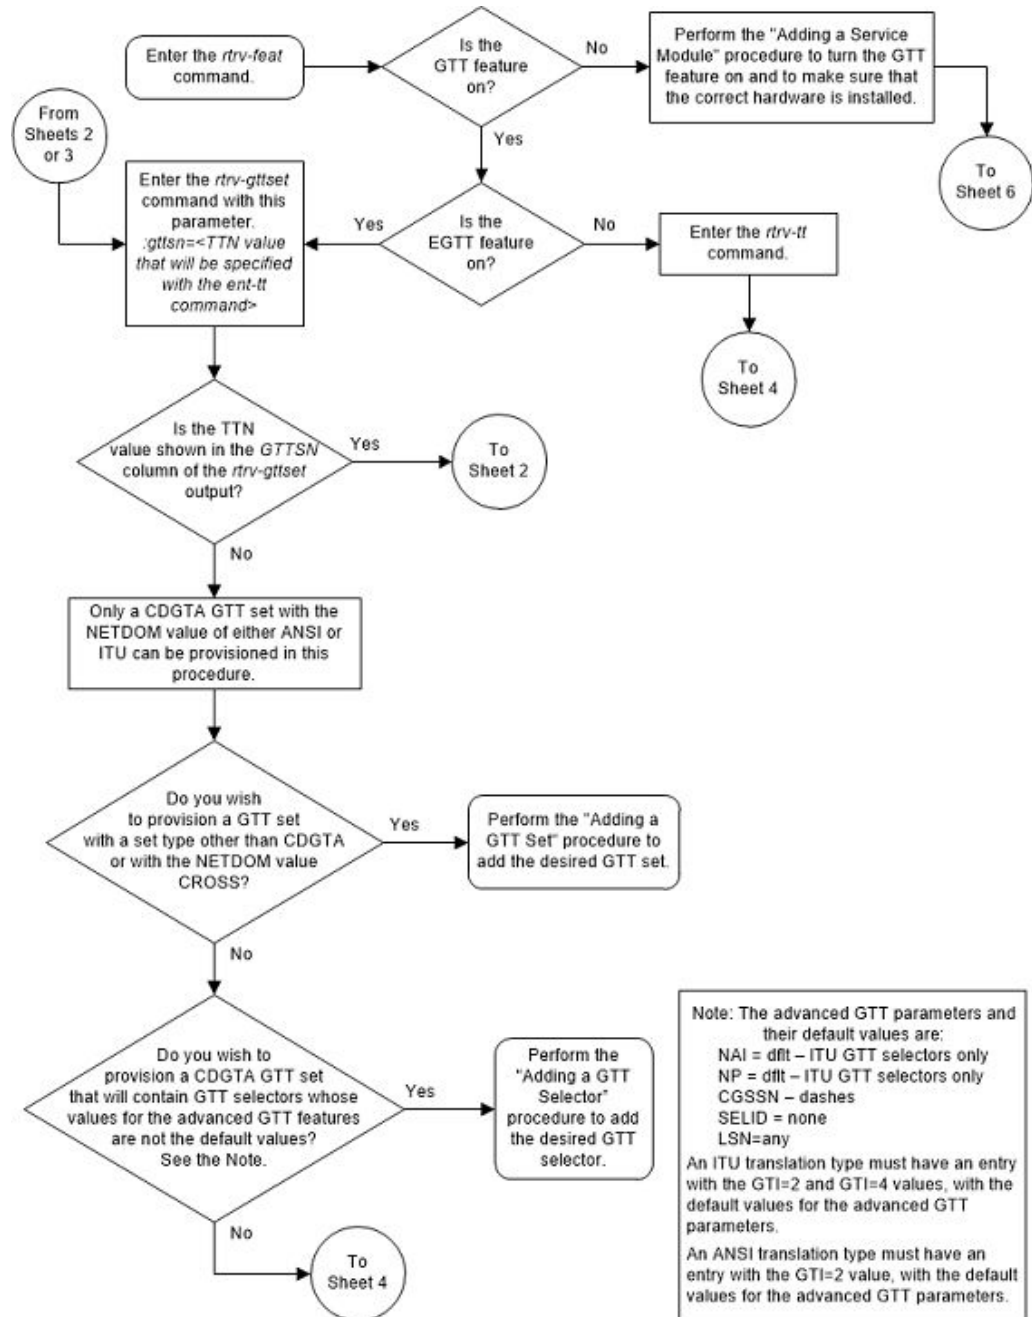 Enter the rtrv-feat
command.
Is the
GTT feature
on?
No
Perform the "Adding a Service
Module" procedure to turn the GTT
feature on and to make sure that
the correct hardware is installed.
To
Sheet 6
Yes
From
Sheets 2
or 3
Enter the rtrv-gttset
command with this
parameter.
:gttsn=<TTN value
that will be specified
with the ent-tt
command>
Yes
Is the
EGTT feature
on?
No
Enter the rtrv-tt
command.
To
Sheet 4
Is the TTN
value shown in the GTTSN
column of the rtrv-gttset
output?
Yes
To
Sheet 2
No
Only a CDGTA GTT set with the
NETDOM value of either ANSI or
ITU can be provisioned in this
procedure.
Do you wish
to provision a GTT set
with a set type other than CDGTA
or with the NETDOM value
CROSS?
Yes
Perform the "Adding a
GTT Set" procedure to
add the desired GTT set.
No
Do you wish to
provision a CDGTA GTT set
that will contain GTT selectors whose
values for the advanced GTT features
are not the default values?
See the Note.
Yes
Perform the
"Adding a GTT
Selector"
procedure to add
the desired GTT
selector.
No
To
Sheet 4
Note: The advanced GTT parameters and
their default values are:
NAI = dflt – ITU GTT selectors only
NP = dflt – ITU GTT selectors only
CGSSN – dashes
SELID = none
LSN=any
An ITU translation type must have an entry
with the GTI=2 and GTI=4 values, with the
default values for the advanced GTT
parameters.
An ANSI translation type must have an
entry with the GTI=2 value, with the default
values for the advanced GTT parameters.